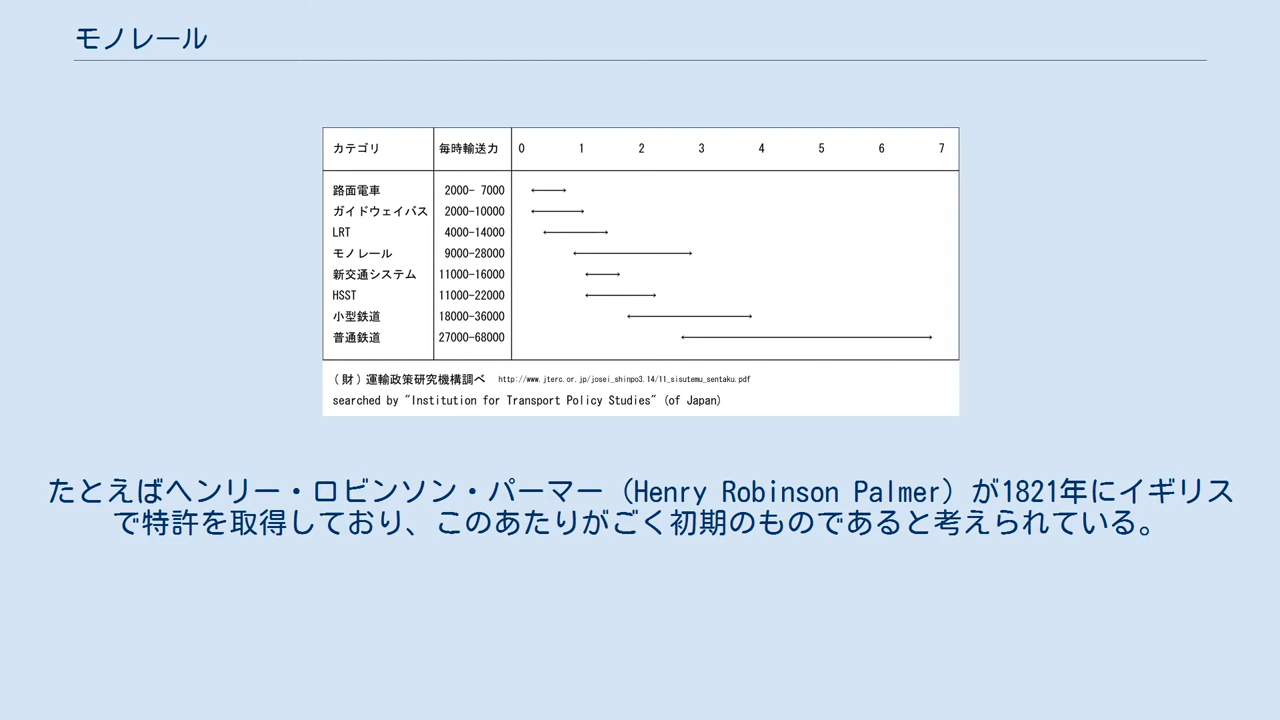 モノレール
カテゴリ 毎時輸送力 0 1 2 3 4 5 6 7
路面電車 2000- 7000
ガイドウェイバス 2000-10000
LRT 4000-14000
モノレール 9000-28000
新交通システム 11000-16000
HSST 11000-22000
小型鉄道 18000-36000
普通鉄道 27000-68000
(財)運輸政策研究機構調べ http://www.jterc.or.jp/josei_shinpo3.14/11_sisutemu_sentaku.pdf
searched by "Institution for Transport Policy Studies" (of Japan)
たとえばヘンリー・ロビンソン・パーマー（Henry Robinson Palmer）が1821年にイギリス
で特許を取得しており、このあたりがごく初期のものであると考えられている。